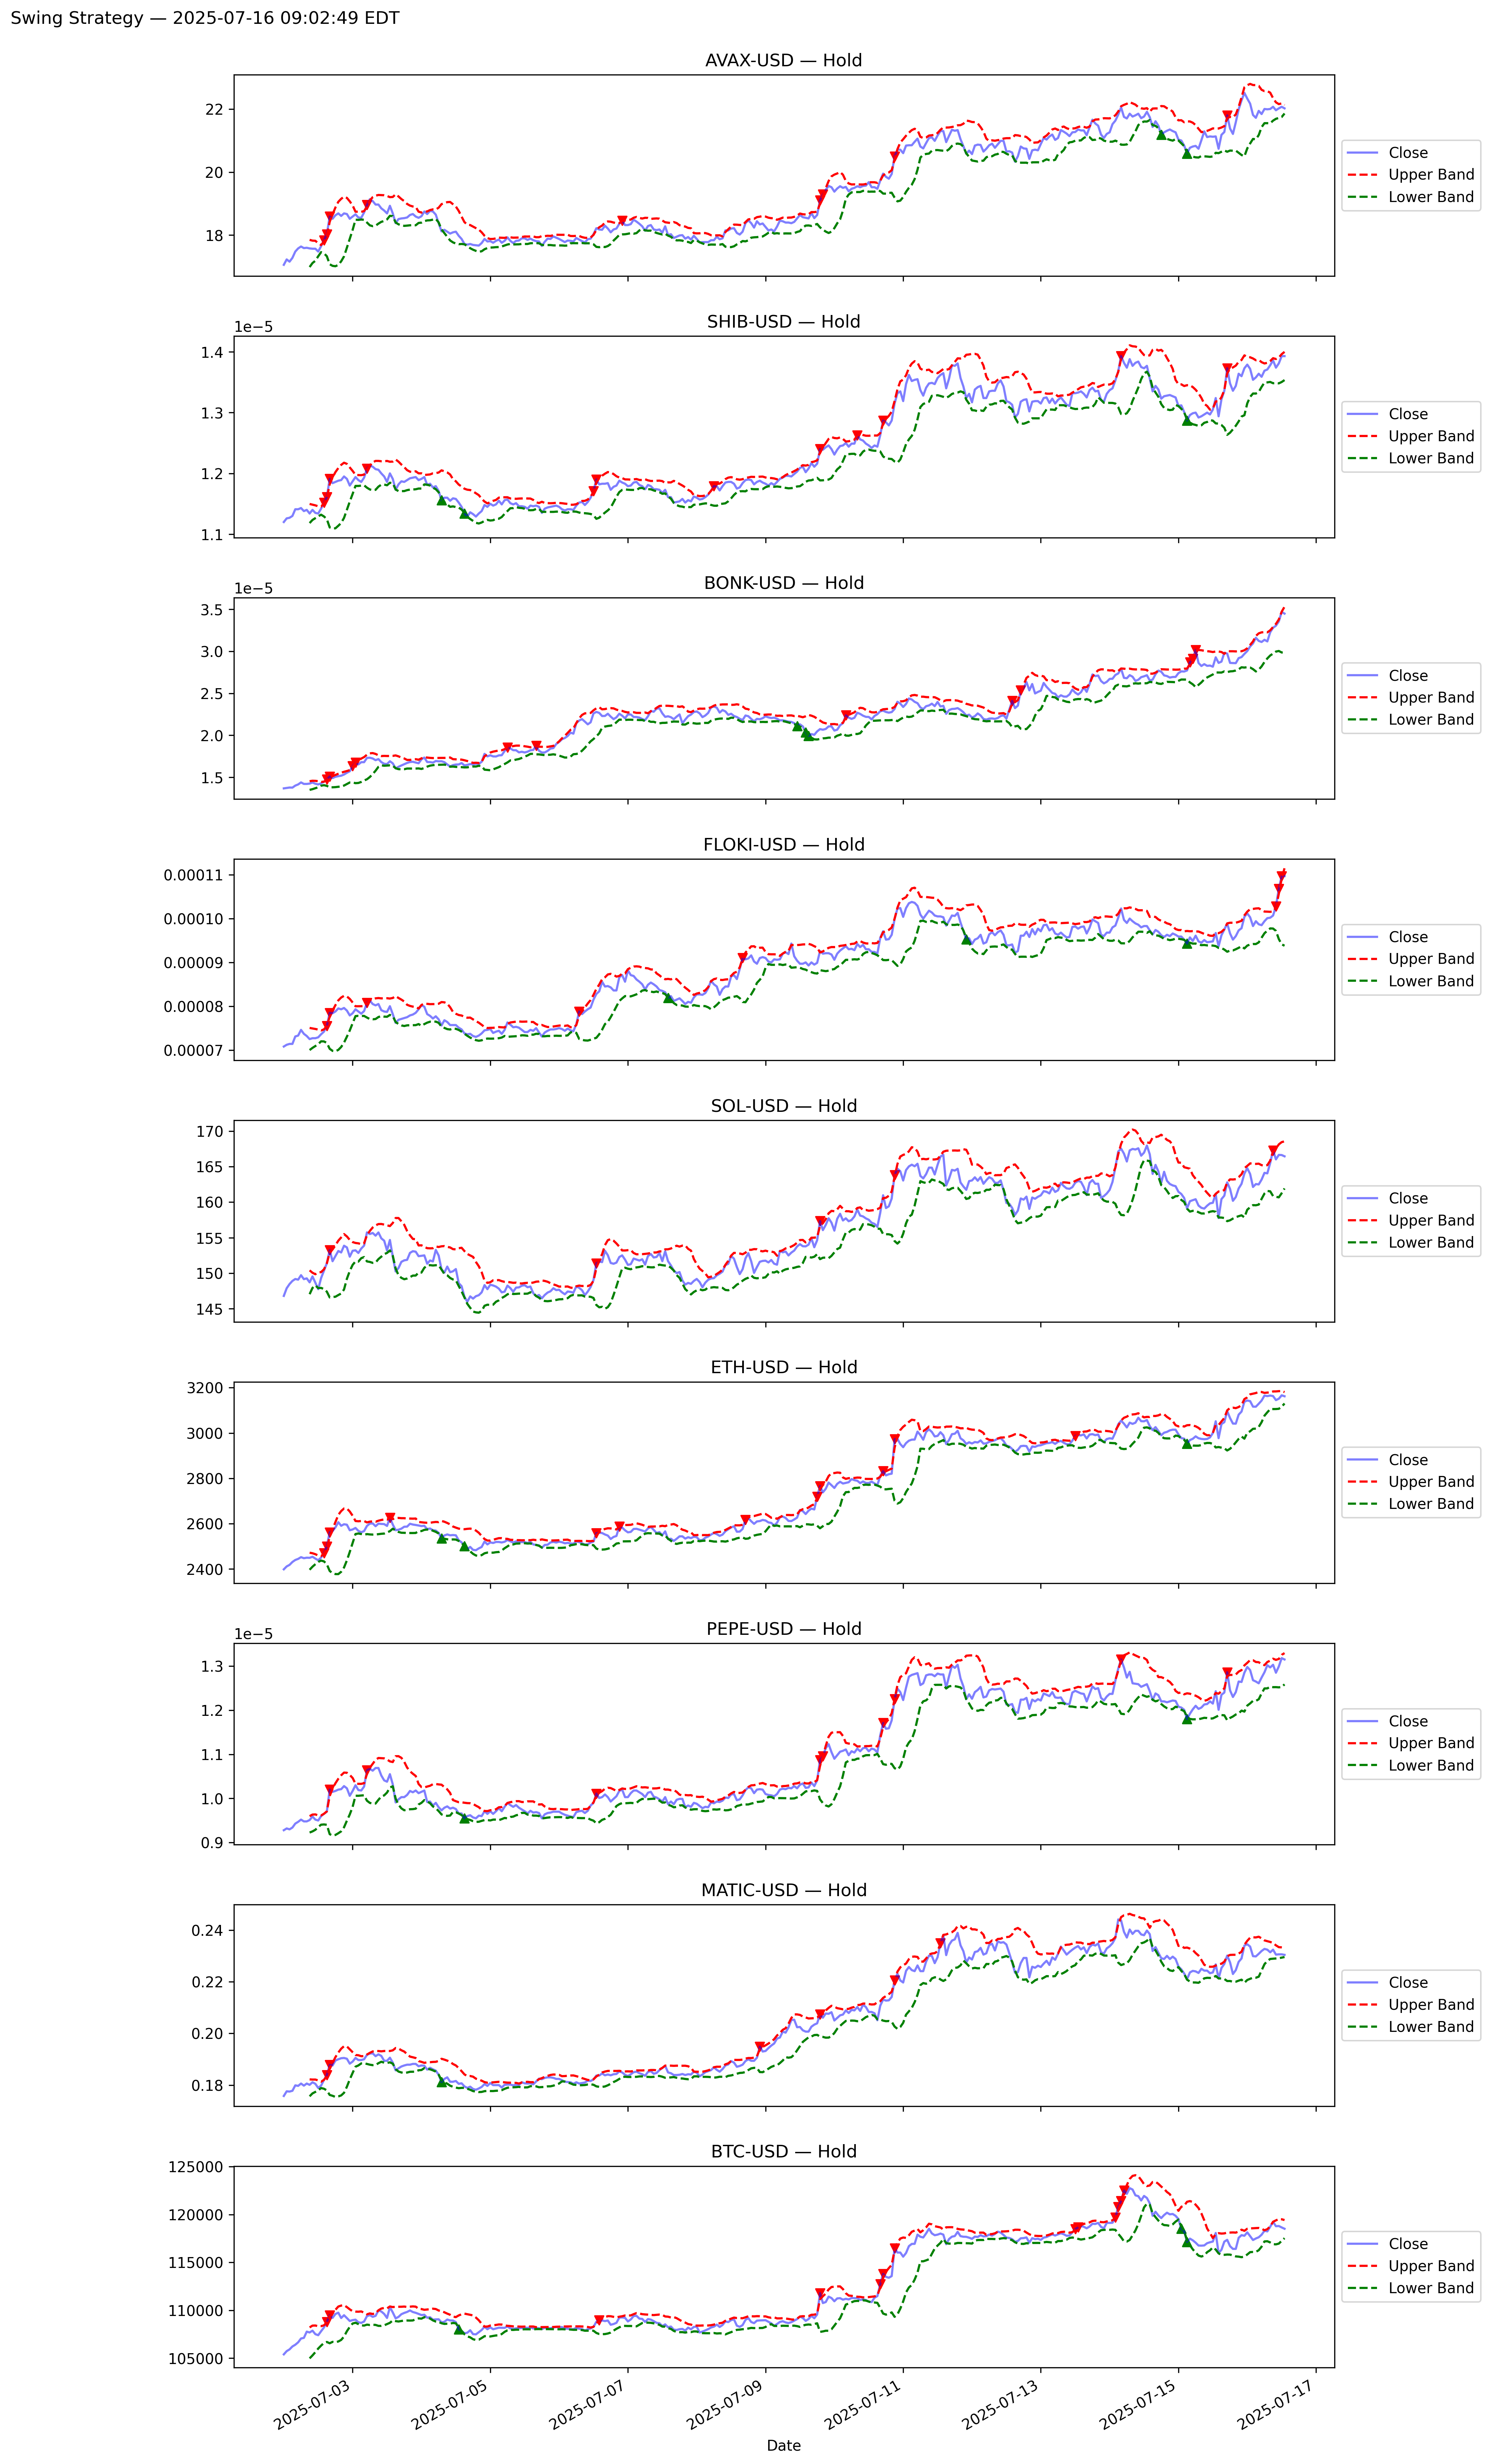 Swing Strategy — 2025-07-16 09:02:49 EDT
AVAX-USD — Hold
22
20
18
Close
Upper Band
Lower Band
SHIB-USD — Hold
1e−5
1.4
1.3
1.2
1.1
Close
Upper Band
Lower Band
BONK-USD — Hold
1e−5
3.5
3.0
2.5
2.0
1.5
Close
Upper Band
Lower Band
FLOKI-USD — Hold
0.00011
0.00010
0.00009
0.00008
0.00007
Close
Upper Band
Lower Band
SOL-USD — Hold
170
165
160
155
150
145
Close
Upper Band
Lower Band
ETH-USD — Hold
3200
3000
2800
2600
2400
Close
Upper Band
Lower Band
PEPE-USD — Hold
1e−5
1.3
1.2
1.1
1.0
0.9
Close
Upper Band
Lower Band
MATIC-USD — Hold
0.24
0.22
0.20
0.18
Close
Upper Band
Lower Band
BTC-USD — Hold
125000
120000
115000
110000
105000
Close
Upper Band
Lower Band
2025-07-03
2025-07-05
2025-07-07
2025-07-09
2025-07-11
2025-07-13
2025-07-15
2025-07-17
Date